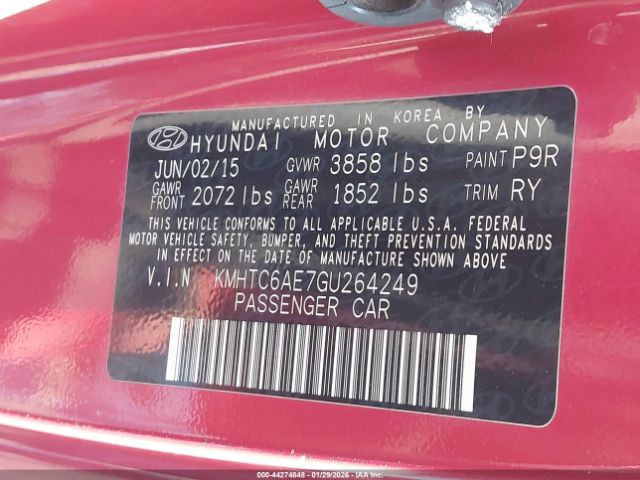 MANUFACTURED IN KOREA BY
HYUNDAI MOTOR COMPANY
JUN/02/15 GVWR 3858 lbs PAINT P9R
GAWR FRONT 2072 lbs GAWR REAR 1852 lbs TRIM RY
THIS VEHICLE CONFORMS TO ALL APPLICABLE U.S.A. FEDERAL
MOTOR VEHICLE SAFETY, BUMPER, AND THEFT PREVENTION STANDARDS
IN EFFECT ON THE DATE OF MANUFACTURE SHOWN ABOVE
V.I.N KMHTC6AE7GU264249
PASSENGER CAR
000-44274848 - 01/29/2026 - IAA, Inc.